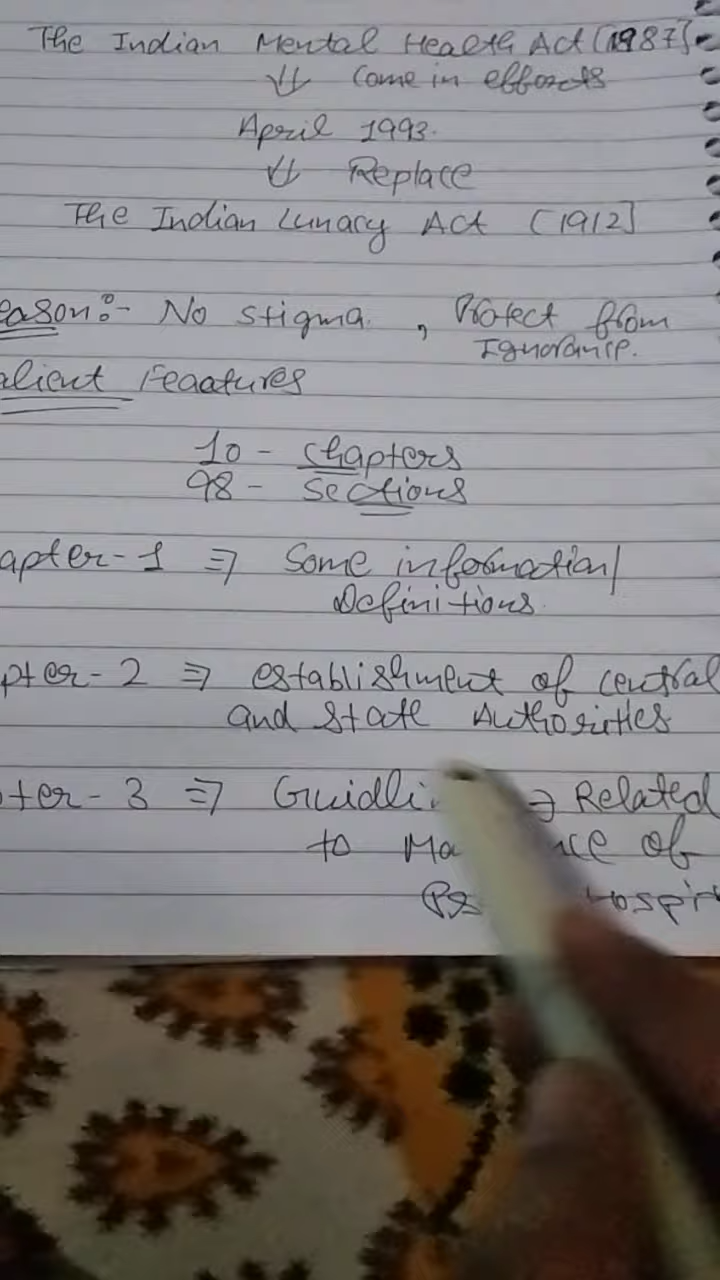 The Indian Mental Health Act (1987)
⇓ Come in efforts
April 1993.
⇓ Replace
The Indian Lunacy Act (1912]
eason:- No stigma. , Protect from
Ignorance.
alient Feaatures
10 - chapters
98 - sections
apter-1 ⇒ Some information/
Definitions.
pter-2 ⇒ establishment of central
and state Authorities
ter-3 ⇒ ⇒ Related
to of